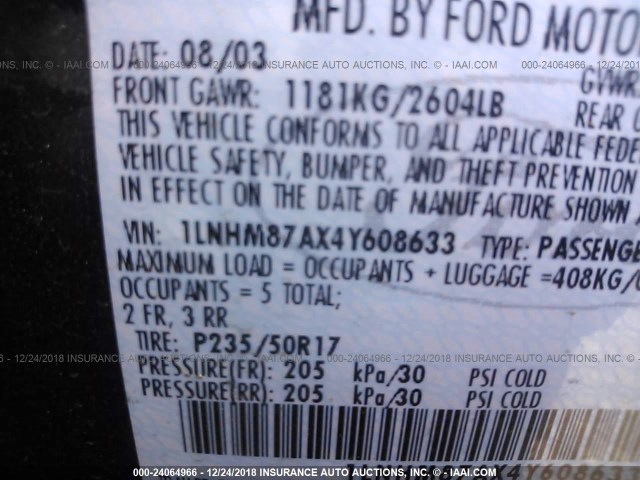 MFD. BY FORD MOTO
DATE: 08/03
GVWR
FRONT GAWR: 1181KG/2604LB
REAR
THIS VEHICLE CONFORMS TO ALL APPLICABLE FEDE
VEHICLE SAFETY, BUMPER, AND THEFT PREVENTION
IN EFFECT ON THE DATE OF MANUFACTURE SHOWN
VIN: 1LNHM87AX4Y608633 TYPE: PASSENGE
MAXIMUM LOAD = OCCUPANTS + LUGGAGE =408KG/
OCCUPANTS = 5 TOTAL;
2 FR, 3 RR
TIRE: P235/50R17
PRESSURE(FR): 205 kPa/30 PSI COLD
PRESSURE(RR): 205 kPa/30 PSI COLD
000-24064966 - 12/24/2018 INSURANCE AUTO AUCTIONS, INC. - IAAI.COM